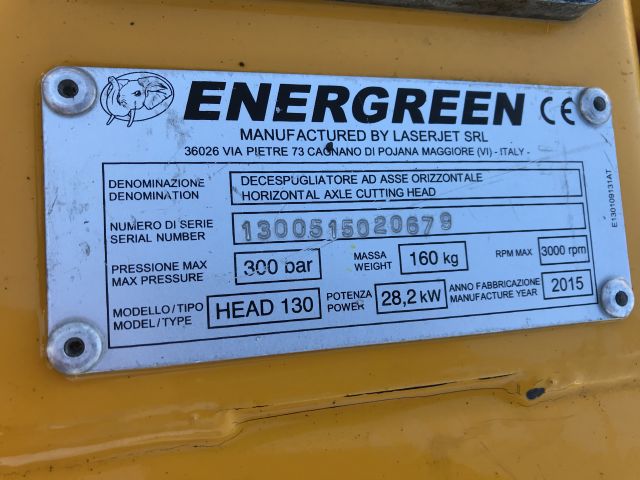 ENERGREEN CE
MANUFACTURED BY LASERJET SRL
36026 VIA PIETRE 73 CAGNANO DI POJANA MAGGIORE (VI) - ITALY -
DENOMINAZIONE
DENOMINATION
DECESPUGLIATORE AD ASSE ORIZZONTALE
HORIZONTAL AXLE CUTTING HEAD
NUMERO DI SERIE
SERIAL NUMBER
1300515020679
PRESSIONE MAX
MAX PRESSURE
300 bar
MASSA
WEIGHT
160 kg
RPM MAX
3000 rpm
MODELLO/TIPO
MODEL/TYPE
HEAD 130
POTENZA
POWER
28,2 kW
ANNO FABBRICAZIONE
MANUFACTURE YEAR
2015
E130109131AT